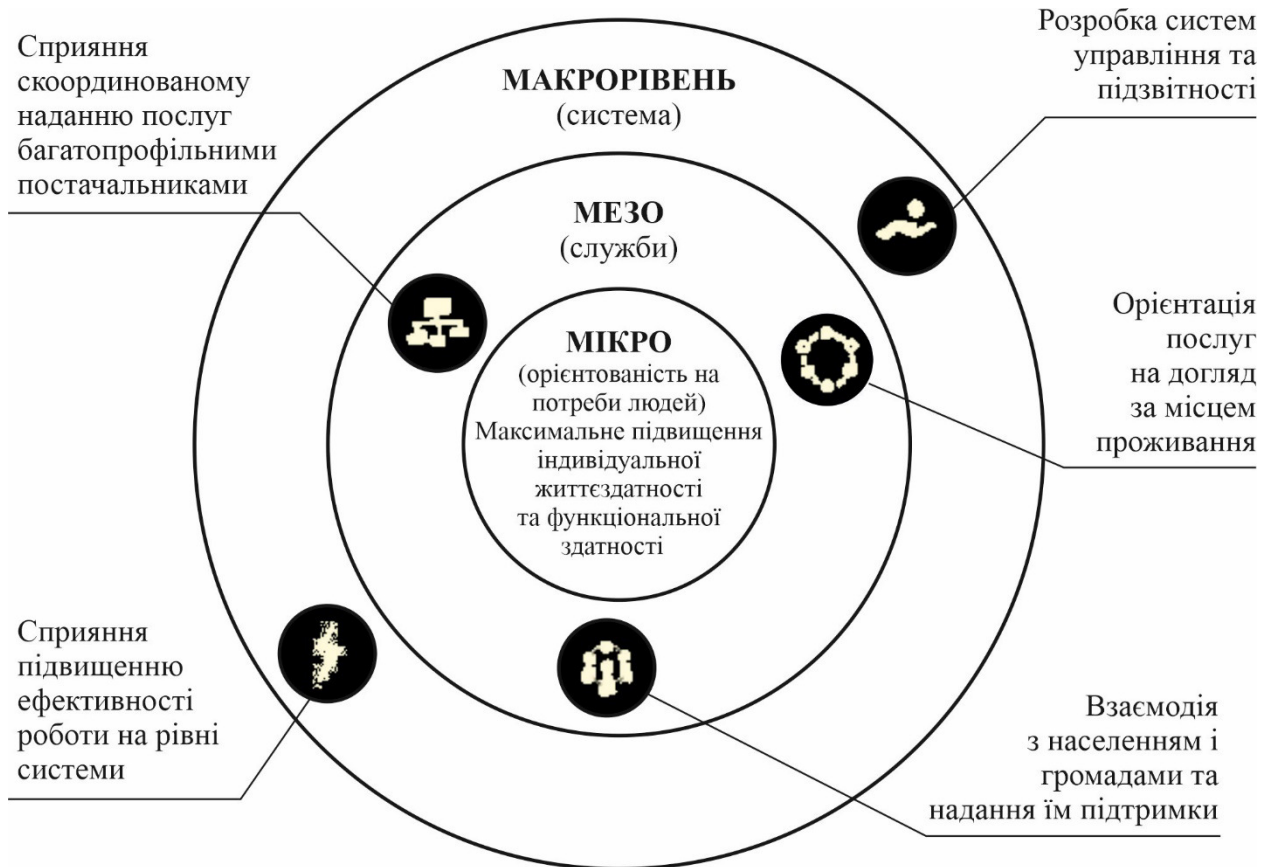 Сприяння
скоординованому
наданню послуг
багатопрофільними
постачальниками
МАКРОРІВЕНЬ
(система)
Розробка систем
управління та
підзвітності
МЕЗО
(служби)
МІКРО
(орієнтованість на
потреби людей)
Максимальне підвищення
індивідуальної
життєздатності
та функціональної
здатності
Орієнтація
послуг
на догляд
за місцем
проживання
Сприяння
підвищенню
ефективності
роботи на рівні
системи
Взаємодія
з населенням і
громадами та
надання їм підтримки